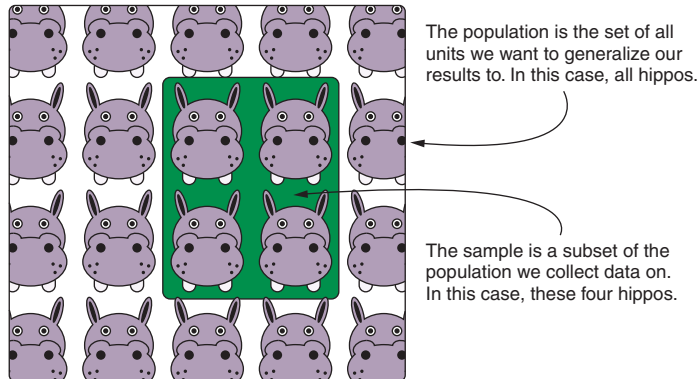 The population is the set of all
units we want to generalize our
results to. In this case, all hippos.
The sample is a subset of the
population we collect data on.
In this case, these four hippos.